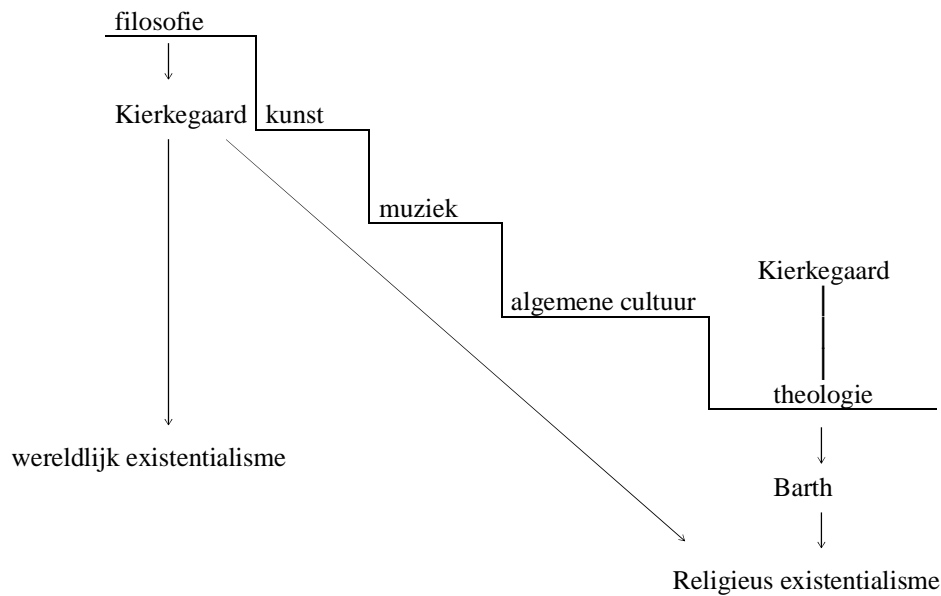 filosofie
Kierkegaard
kunst
muziek
Kierkegaard
algemene cultuur
theologie
wereldlijk existentialisme
Barth
Religieus existentialisme